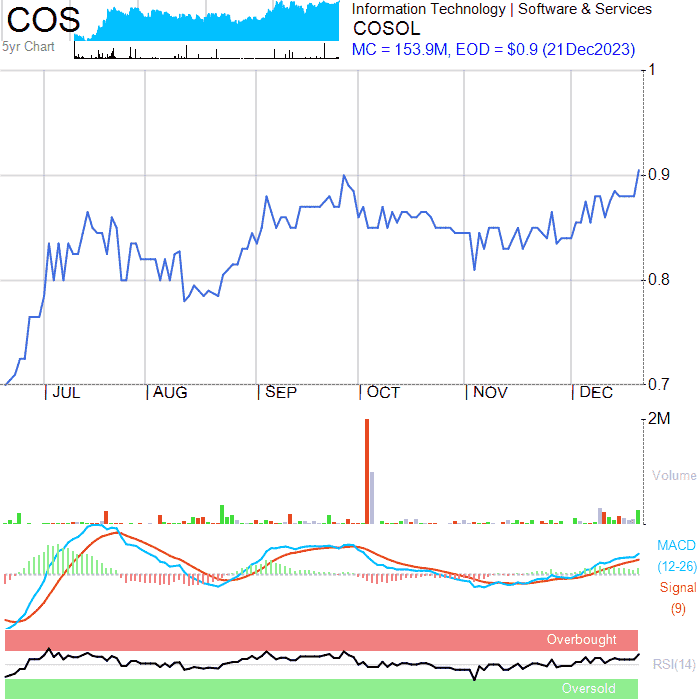 COS
5yr Chart
Information Technology | Software & Services
COSOL
MC = 153.9M, EOD = $0.9 (21Dec2023)
1
0.9
0.8
0.7
JUL AUG SEP OCT NOV DEC
2M
Volume
MACD
(12-26)
Signal
(9)
Overbought
RSI(14)
Oversold